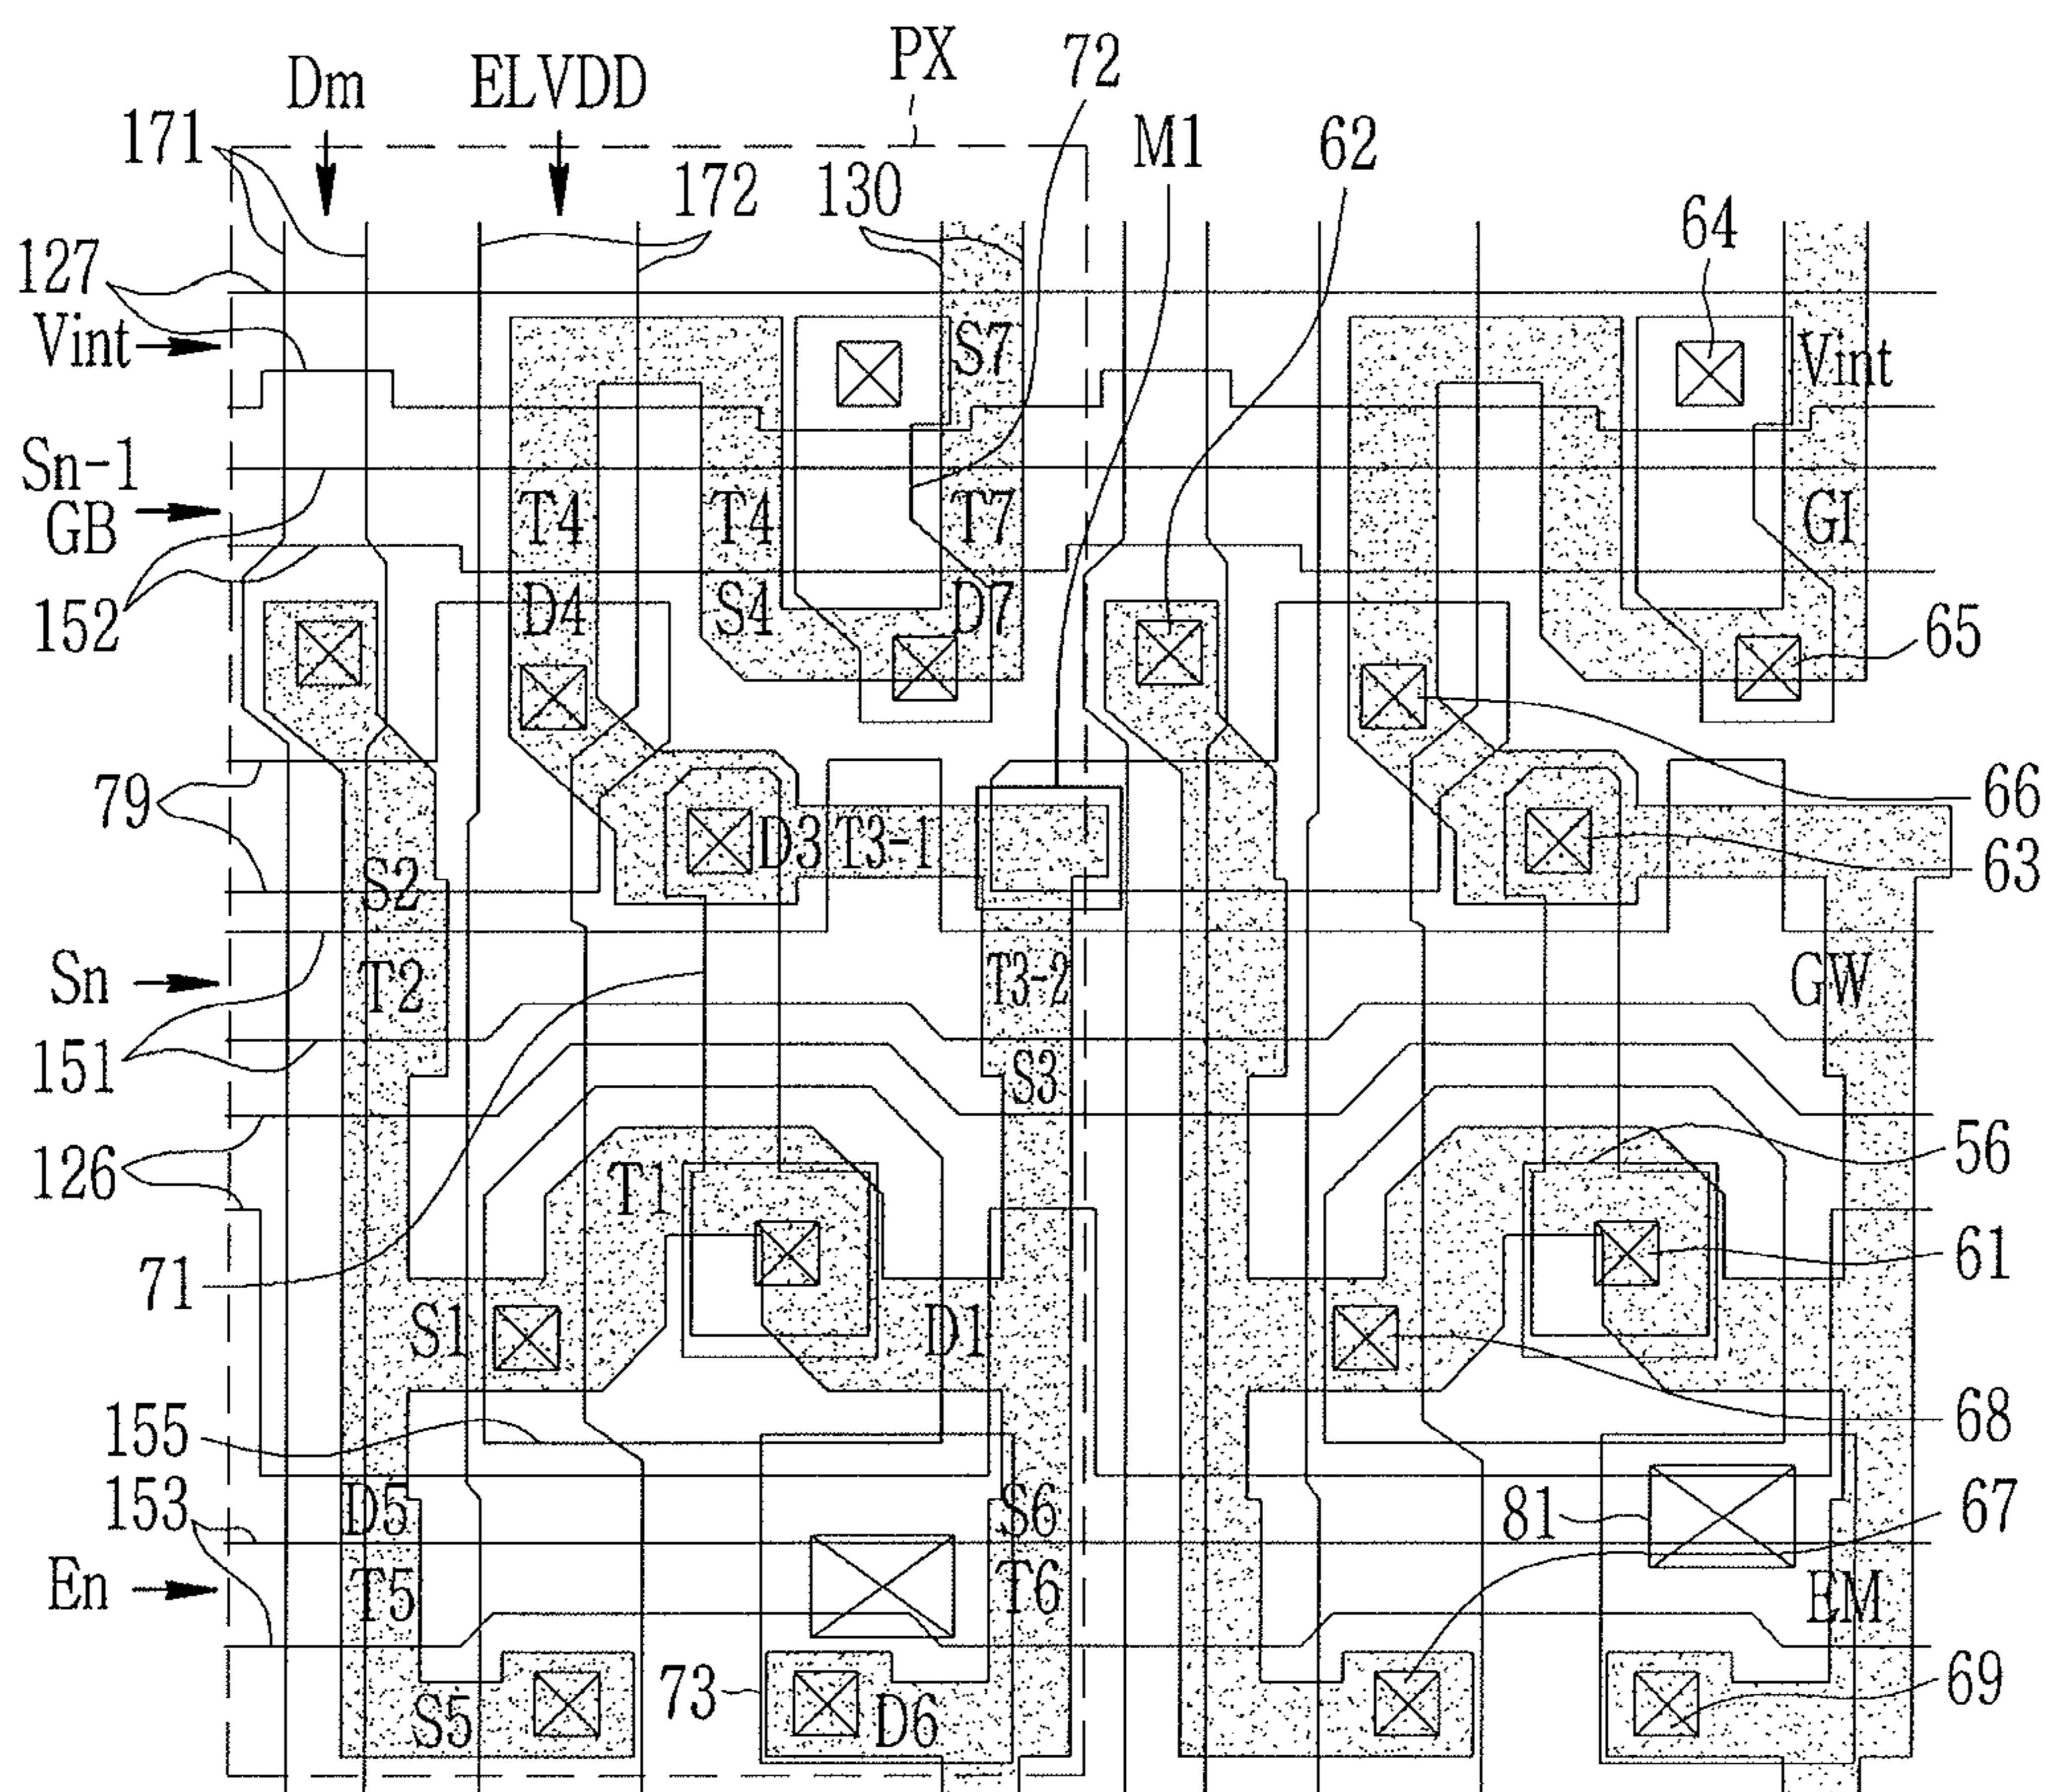 PX
72
Dm
ELVDD
M1
62
171
172
130
64
127
Vint
S7
Vint
Sn-1
GB
T4
T4
T7
GI
152
D4
S4
D7
65
79
D3
T3-1
66
S2
63
Sn
T2
T3-2
GW
151
S3
126
T1
56
71
61
S1
D1
155
68
153
D5
S6
81
67
En
T5
T6
EM
73
S5
D6
69